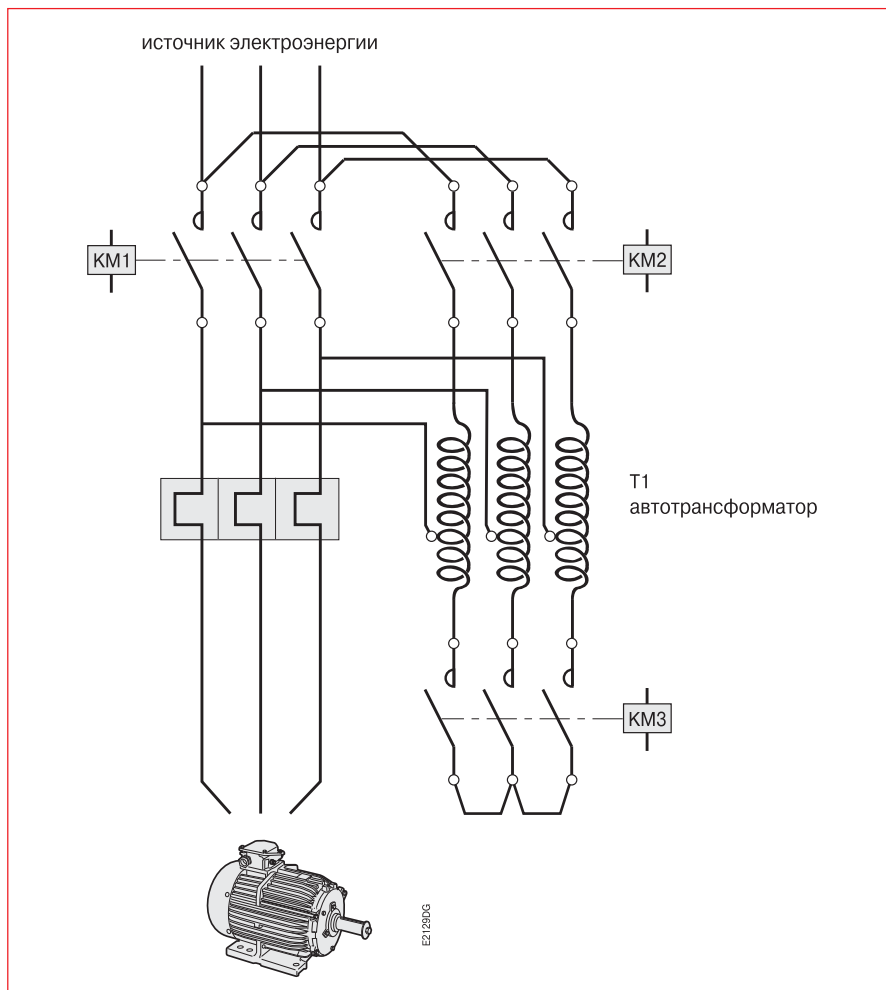 источник электроэнергии
KM1
KM2
T1
автотрансформатор
KM3
E2129DG